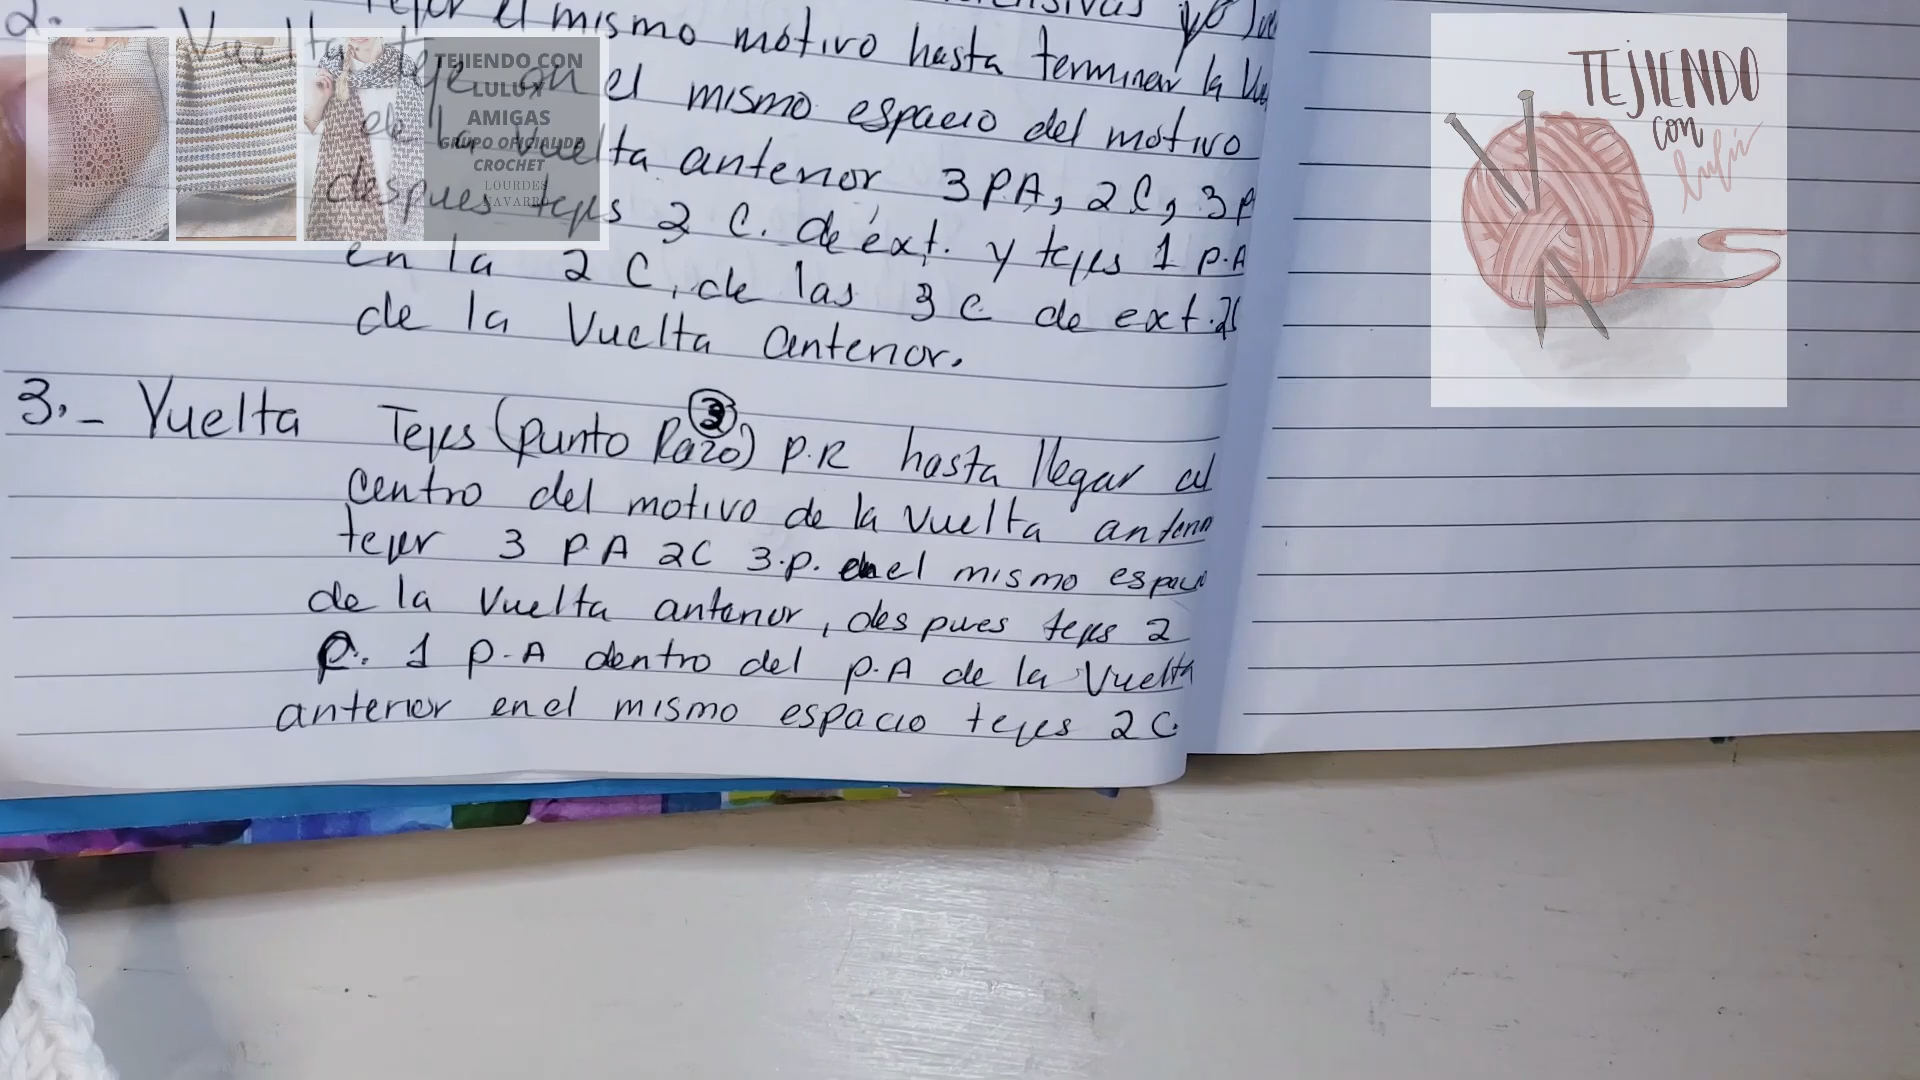 2. – Vuelta
Tejer el mismo motivo hasta terminar la
teje en el mismo espacio del motivo
de la vuelta anterior, 3 P.A, 2 C, 3 P
despues tejes 2 C. de ext. y tejes 1 P.A
en la 2 C, de las 3 C de ext.
de la Vuelta anterior.
3.- Vuelta Tejes (punto Razo) P.R hasta llegar al
3
centro del motivo de la vuelta
tejer 3 P A 2C 3.p. en el mismo
de la Vuelta anterior, despues tejes 2
C. 1 P.A dentro del p.A de la Vuelta
anterior en el mismo espacio tejes 2 C.
TEJIENDO CON
LULUX
AMIGAS
GRUPO OFICIAL DE
CROCHET
LOURDES
NAVARRO
TEJIENDO
con
lulú